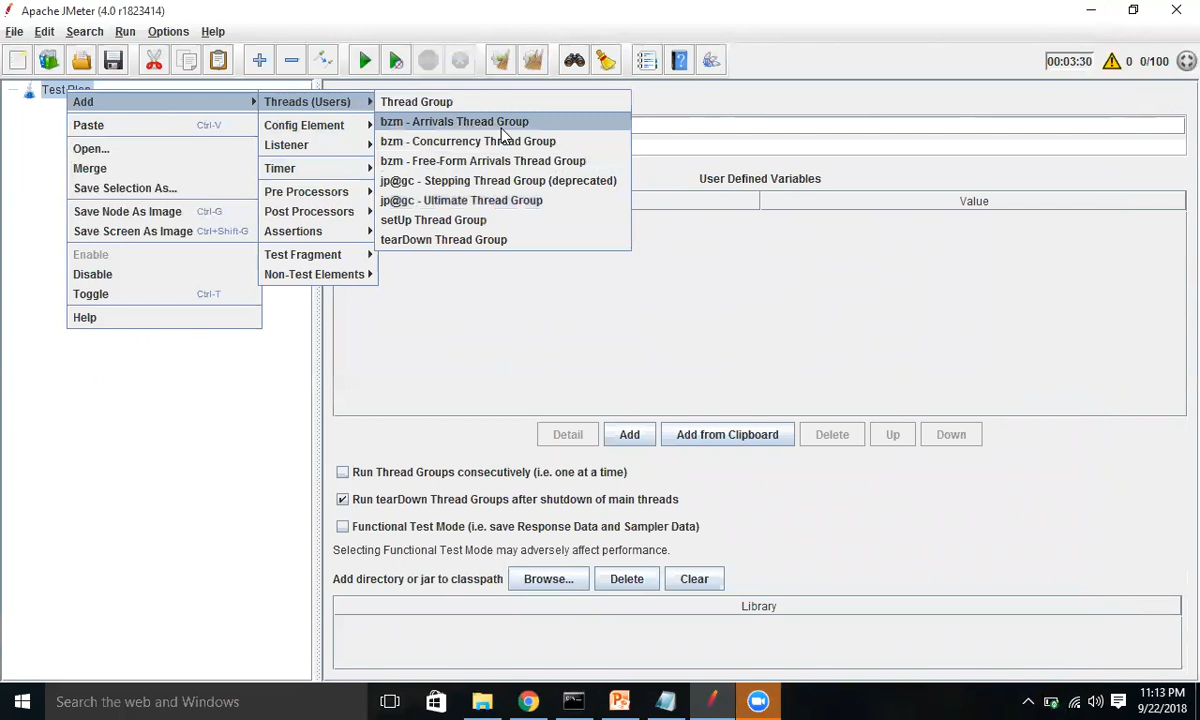 Apache JMeter (4.0 r1823414)
File Edit Search Run Options Help
00:03:30 0 0/100
Test Plan
Add
Paste Ctrl-V
Open...
Merge
Save Selection As...
Save Node As Image Ctrl-G
Save Screen As Image Ctrl+Shift-G
Enable
Disable
Toggle Ctrl-T
Help
Threads (Users)
Config Element
Listener
Timer
Pre Processors
Post Processors
Assertions
Test Fragment
Non-Test Elements
Thread Group
bzm - Arrivals Thread Group
bzm - Concurrency Thread Group
bzm - Free-Form Arrivals Thread Group
jp@gc - Stepping Thread Group (deprecated)
jp@gc - Ultimate Thread Group
setUp Thread Group
tearDown Thread Group
User Defined Variables
Value
Detail Add Add from Clipboard Delete Up Down
Run Thread Groups consecutively (i.e. one at a time)
Run tearDown Thread Groups after shutdown of main threads
Functional Test Mode (i.e. save Response Data and Sampler Data)
Selecting Functional Test Mode may adversely affect performance.
Add directory or jar to classpath Browse... Delete Clear
Library
Search the web and Windows
11:13 PM
9/22/2018